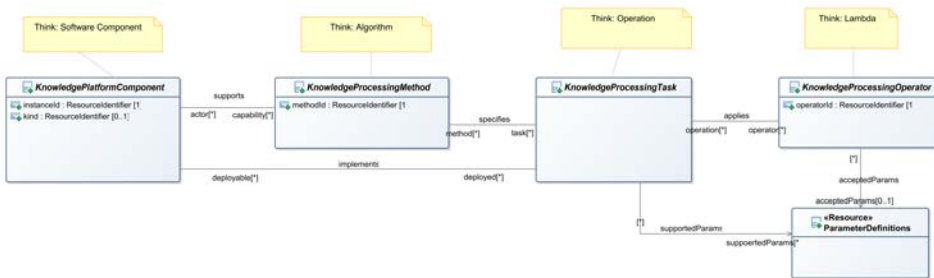 Think: Software Component
Think: Algorithm
Think: Operation
Think: Lambda
KnowledgePlatformComponent
instanceId : ResourceIdentifier [1
kind : ResourceIdentifier [0..1]
supports
actor[*]
capability[*]
KnowledgeProcessingMethod
methodId : ResourceIdentifier [1
specifies
method[*]
task[*]
KnowledgeProcessingTask
applies
operation[*]
operator[*]
KnowledgeProcessingOperator
operatorId : ResourceIdentifier [1
implements
deployable[*]
deployed[*]
[*]
acceptedParams
acceptedParams[0..1]
[*]
supportedParams
suppoertedParams[*
«Resource»
ParameterDefinitions